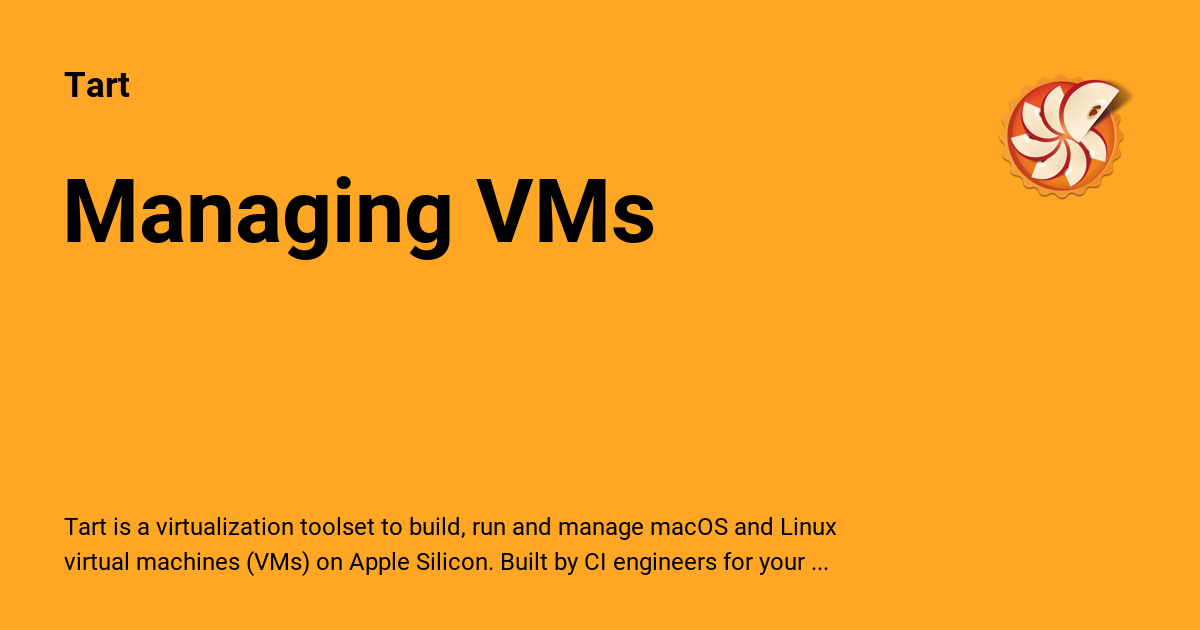 Tart
Managing VMs
Tart is a virtualization toolset to build, run and manage macOS and Linux
virtual machines (VMs) on Apple Silicon. Built by CI engineers for your ...